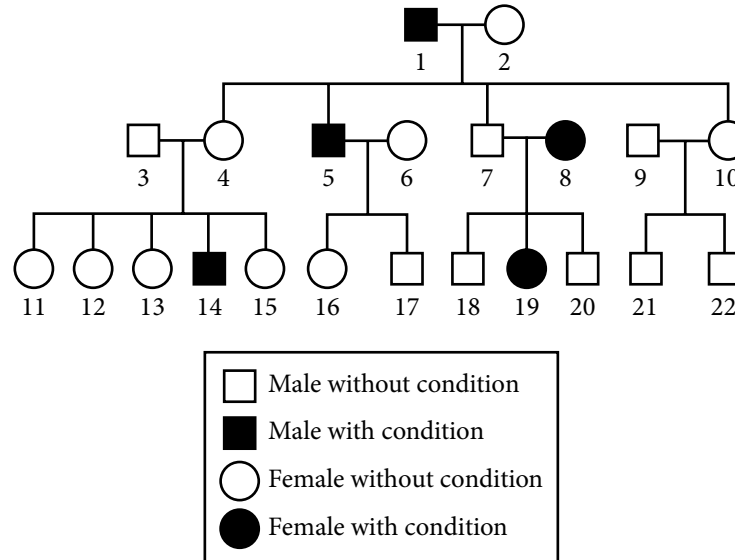 1 2
3 4 5 6 7 8 9 10
11 12 13 14 15 16 17 18 19 20 21 22
Male without condition
Male with condition
Female without condition
Female with condition